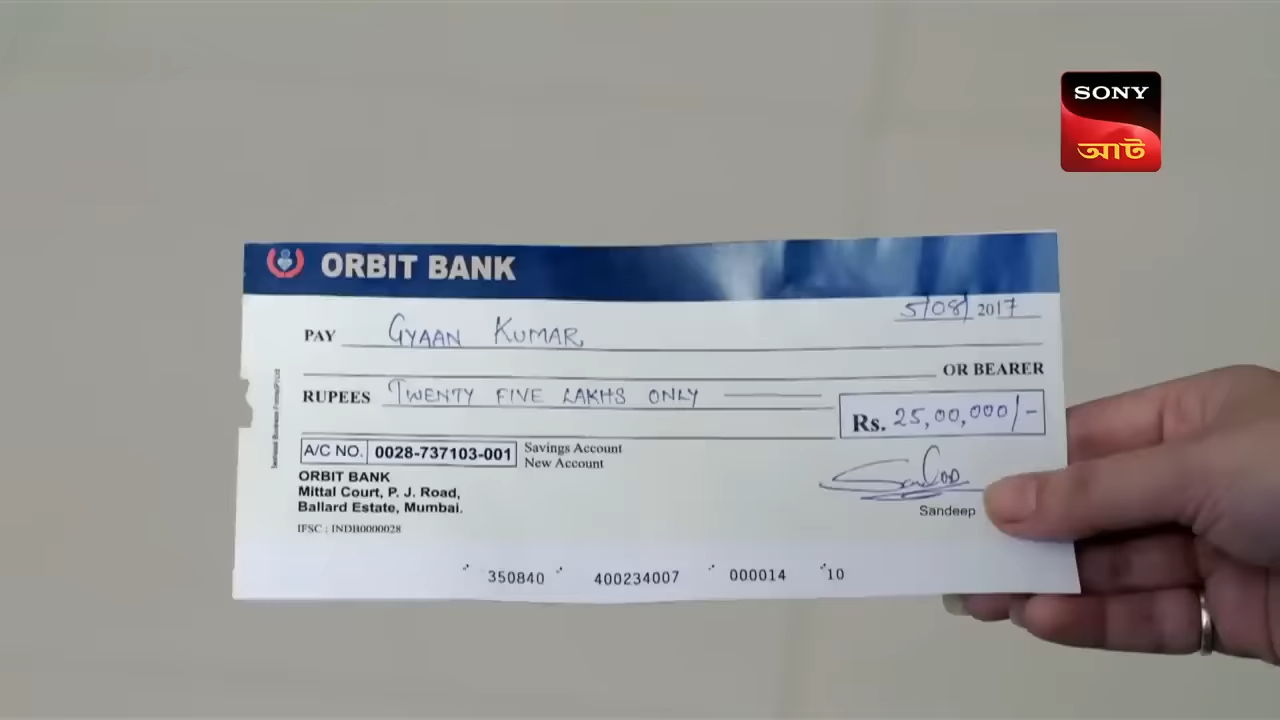 SONY
আট
ORBIT BANK
5/08/2017
PAY GYAAN KUMAR
OR BEARER
RUPEES TWENTY FIVE LAKHS ONLY
Rs. 25,00,000/-
A/C NO. 0028-737103-001
Savings Account
New Account
ORBIT BANK
Mittal Court, P. J. Road,
Ballard Estate, Mumbai.
IFSC : INDB0000028
Sandeep
350840 400234007 000014 10